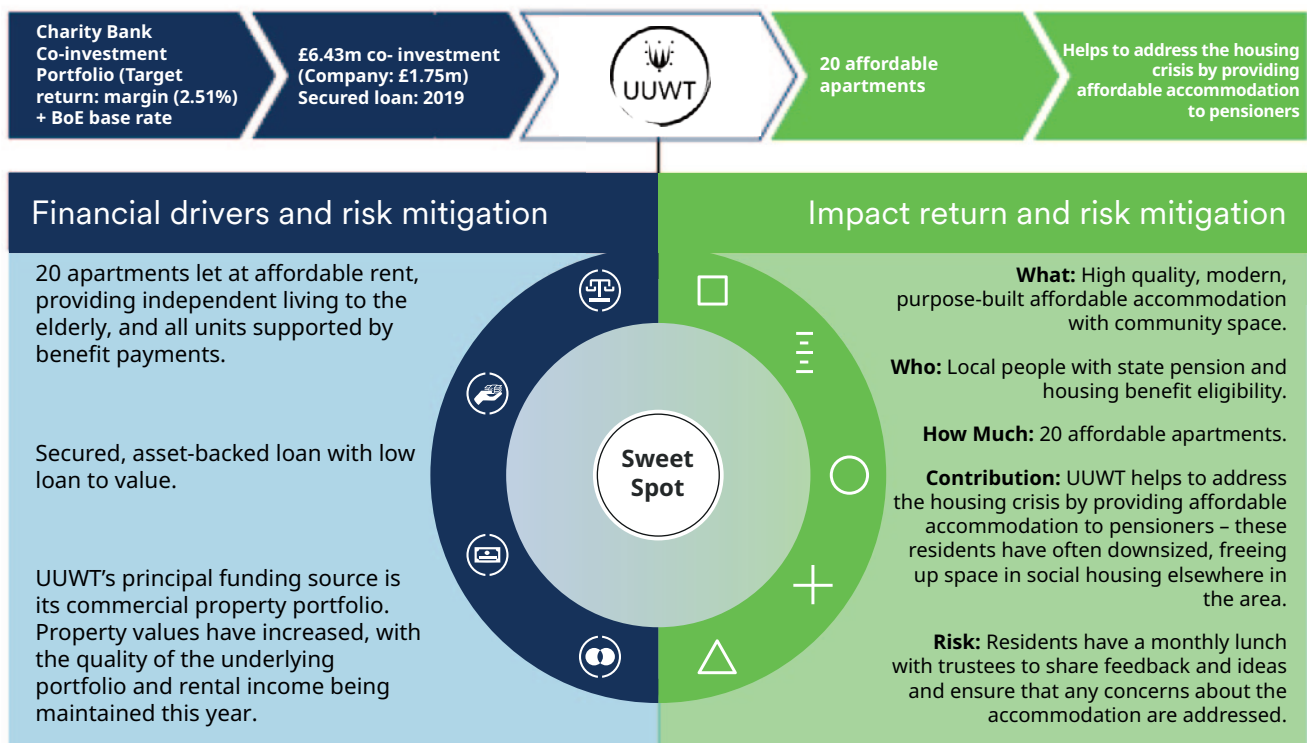 Charity Bank
Co-investment
Portfolio (Target
return: margin (2.51%)
+ BoE base rate
£6.43m co- investment
(Company: £1.75m)
Secured loan: 2019
UUWT
20 affordable
apartments
Helps to address the housing
crisis by providing
affordable accommodation
to pensioners
Financial drivers and risk mitigation
20 apartments let at affordable rent,
providing independent living to the
elderly, and all units supported by
benefit payments.
Secured, asset-backed loan with low
loan to value.
UUWT’s principal funding source is
its commercial property portfolio.
Property values have increased, with
the quality of the underlying
portfolio and rental income being
maintained this year.
Sweet
Spot
Impact return and risk mitigation
What: High quality, modern,
purpose-built affordable accommodation
with community space.
Who: Local people with state pension and
housing benefit eligibility.
How Much: 20 affordable apartments.
Contribution: UUWT helps to address
the housing crisis by providing affordable
accommodation to pensioners – these
residents have often downsized, freeing
up space in social housing elsewhere in
the area.
Risk: Residents have a monthly lunch
with trustees to share feedback and ideas
and ensure that any concerns about the
accommodation are addressed.